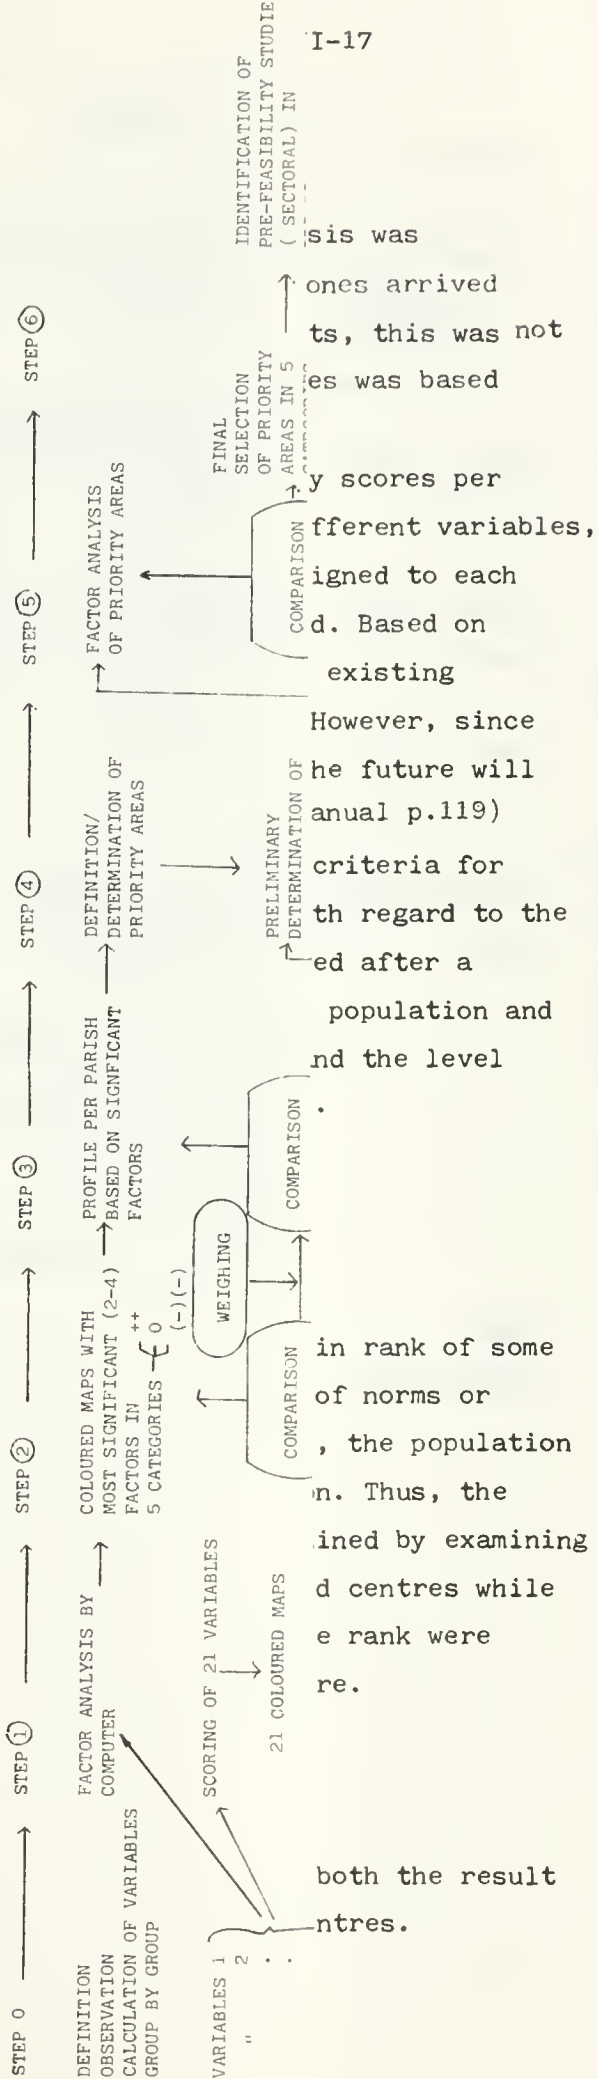 I-17
STEP 0 → STEP 1 → STEP 2 → STEP 3 → STEP 4 → STEP 5 → STEP 6
DEFINITION
OBSERVATION
CALCULATION OF VARIABLES
GROUP BY GROUP
VARIABLES 1
" 2
.
.
FACTOR ANALYSIS BY
COMPUTER
SCORING OF 21 VARIABLES
21 COLOURED MAPS
COLOURED MAPS WITH
MOST SIGNIFICANT (2-4)
FACTORS IN ++
5 CATEGORIES 0
(-)(-)
COMPARISON
WEIGHING
COMPARISON
PROFILE PER PARISH
BASED ON SIGNFICANT
FACTORS
DEFINITION/
DETERMINATION OF
PRIORITY AREAS
PRELIMINARY
DETERMINATION OF
FACTOR ANALYSIS
OF PRIORITY AREAS
COMPARISON
FINAL
SELECTION
OF PRIORITY
AREAS IN 5
IDENTIFICATION OF
PRE-FEASIBILITY STUDIE
( SECTORAL) IN
sis was
ones arrived
ts, this was not
es was based
y scores per
fferent variables,
igned to each
d. Based on
existing
However, since
he future will
anual p.119)
criteria for
th regard to the
ed after a
population and
nd the level
.
in rank of some
of norms or
, the population
n. Thus, the
ined by examining
d centres while
e rank were
re.
both the result
ntres.